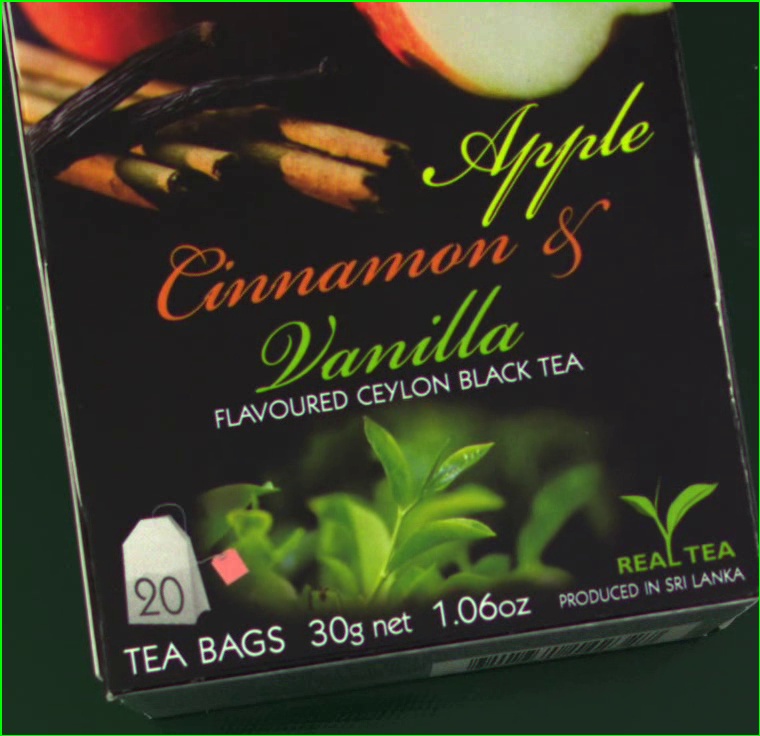 Apple
Cinnamon &
Vanilla
FLAVOURED CEYLON BLACK TEA
20
TEA BAGS 30g net 1.06oz
REAL TEA
PRODUCED IN SRI LANKA